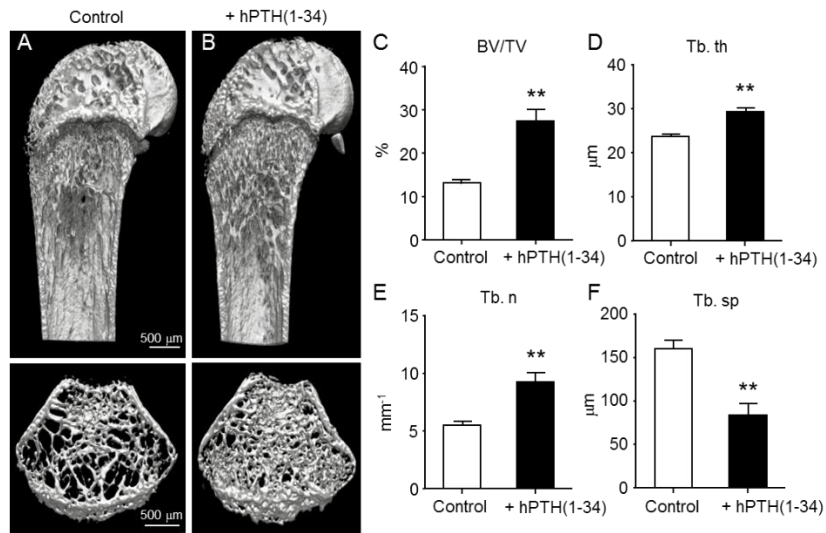 Control
+ hPTH(1-34)
A
B
500 μm
500 μm
C
BV/TV
40
30
20
10
0
%
**
Control
+ hPTH(1-34)
D
Tb. th
40
30
20
10
0
μm
**
Control
+ hPTH(1-34)
E
Tb. n
15
10
5
0
mm⁻¹
**
Control
+ hPTH(1-34)
F
Tb. sp
200
150
100
50
0
μm
**
Control
+ hPTH(1-34)